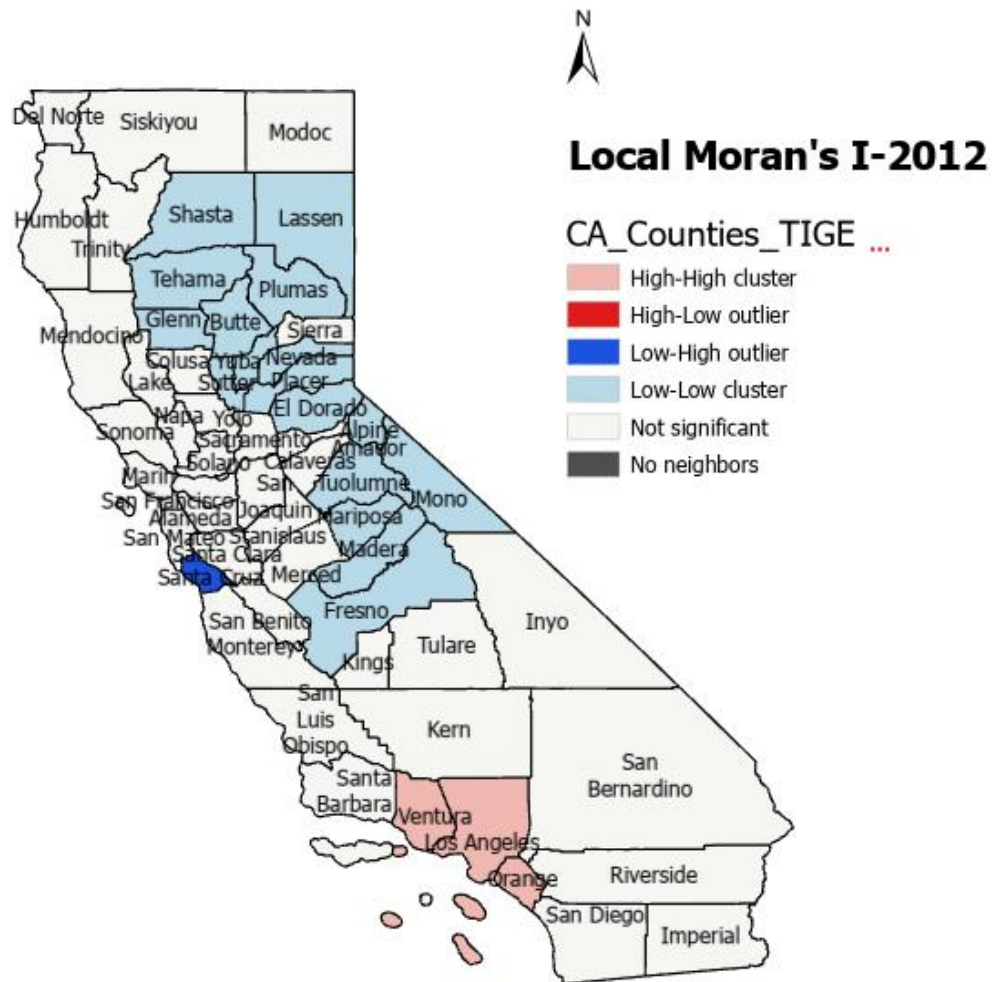 N
Local Moran's I-2012
CA_Counties_TIGE ...
High-High cluster
High-Low outlier
Low-High outlier
Low-Low cluster
Not significant
No neighbors
Del Norte
Siskiyou
Modoc
Humboldt
Trinity
Shasta
Lassen
Tehama
Plumas
Mendocino
Glenn
Butte
Sierra
Colusa
Yuba
Nevada
Lake
Sutter
Placer
Sonoma
Napa
Yolo
El Dorado
Sacramento
Alpine
Amador
Marin
Solano
Calaveras
San Francisco
San
Joaquin
Tuolumne
Mono
Alameda
Mariposa
San Mateo
Stanislaus
Santa Clara
Madera
Santa Cruz
Merced
San Benito
Fresno
Monterey
Kings
Tulare
Inyo
San
Luis
Obispo
Kern
San
Bernardino
Santa
Barbara
Ventura
Los Angeles
Orange
Riverside
San Diego
Imperial